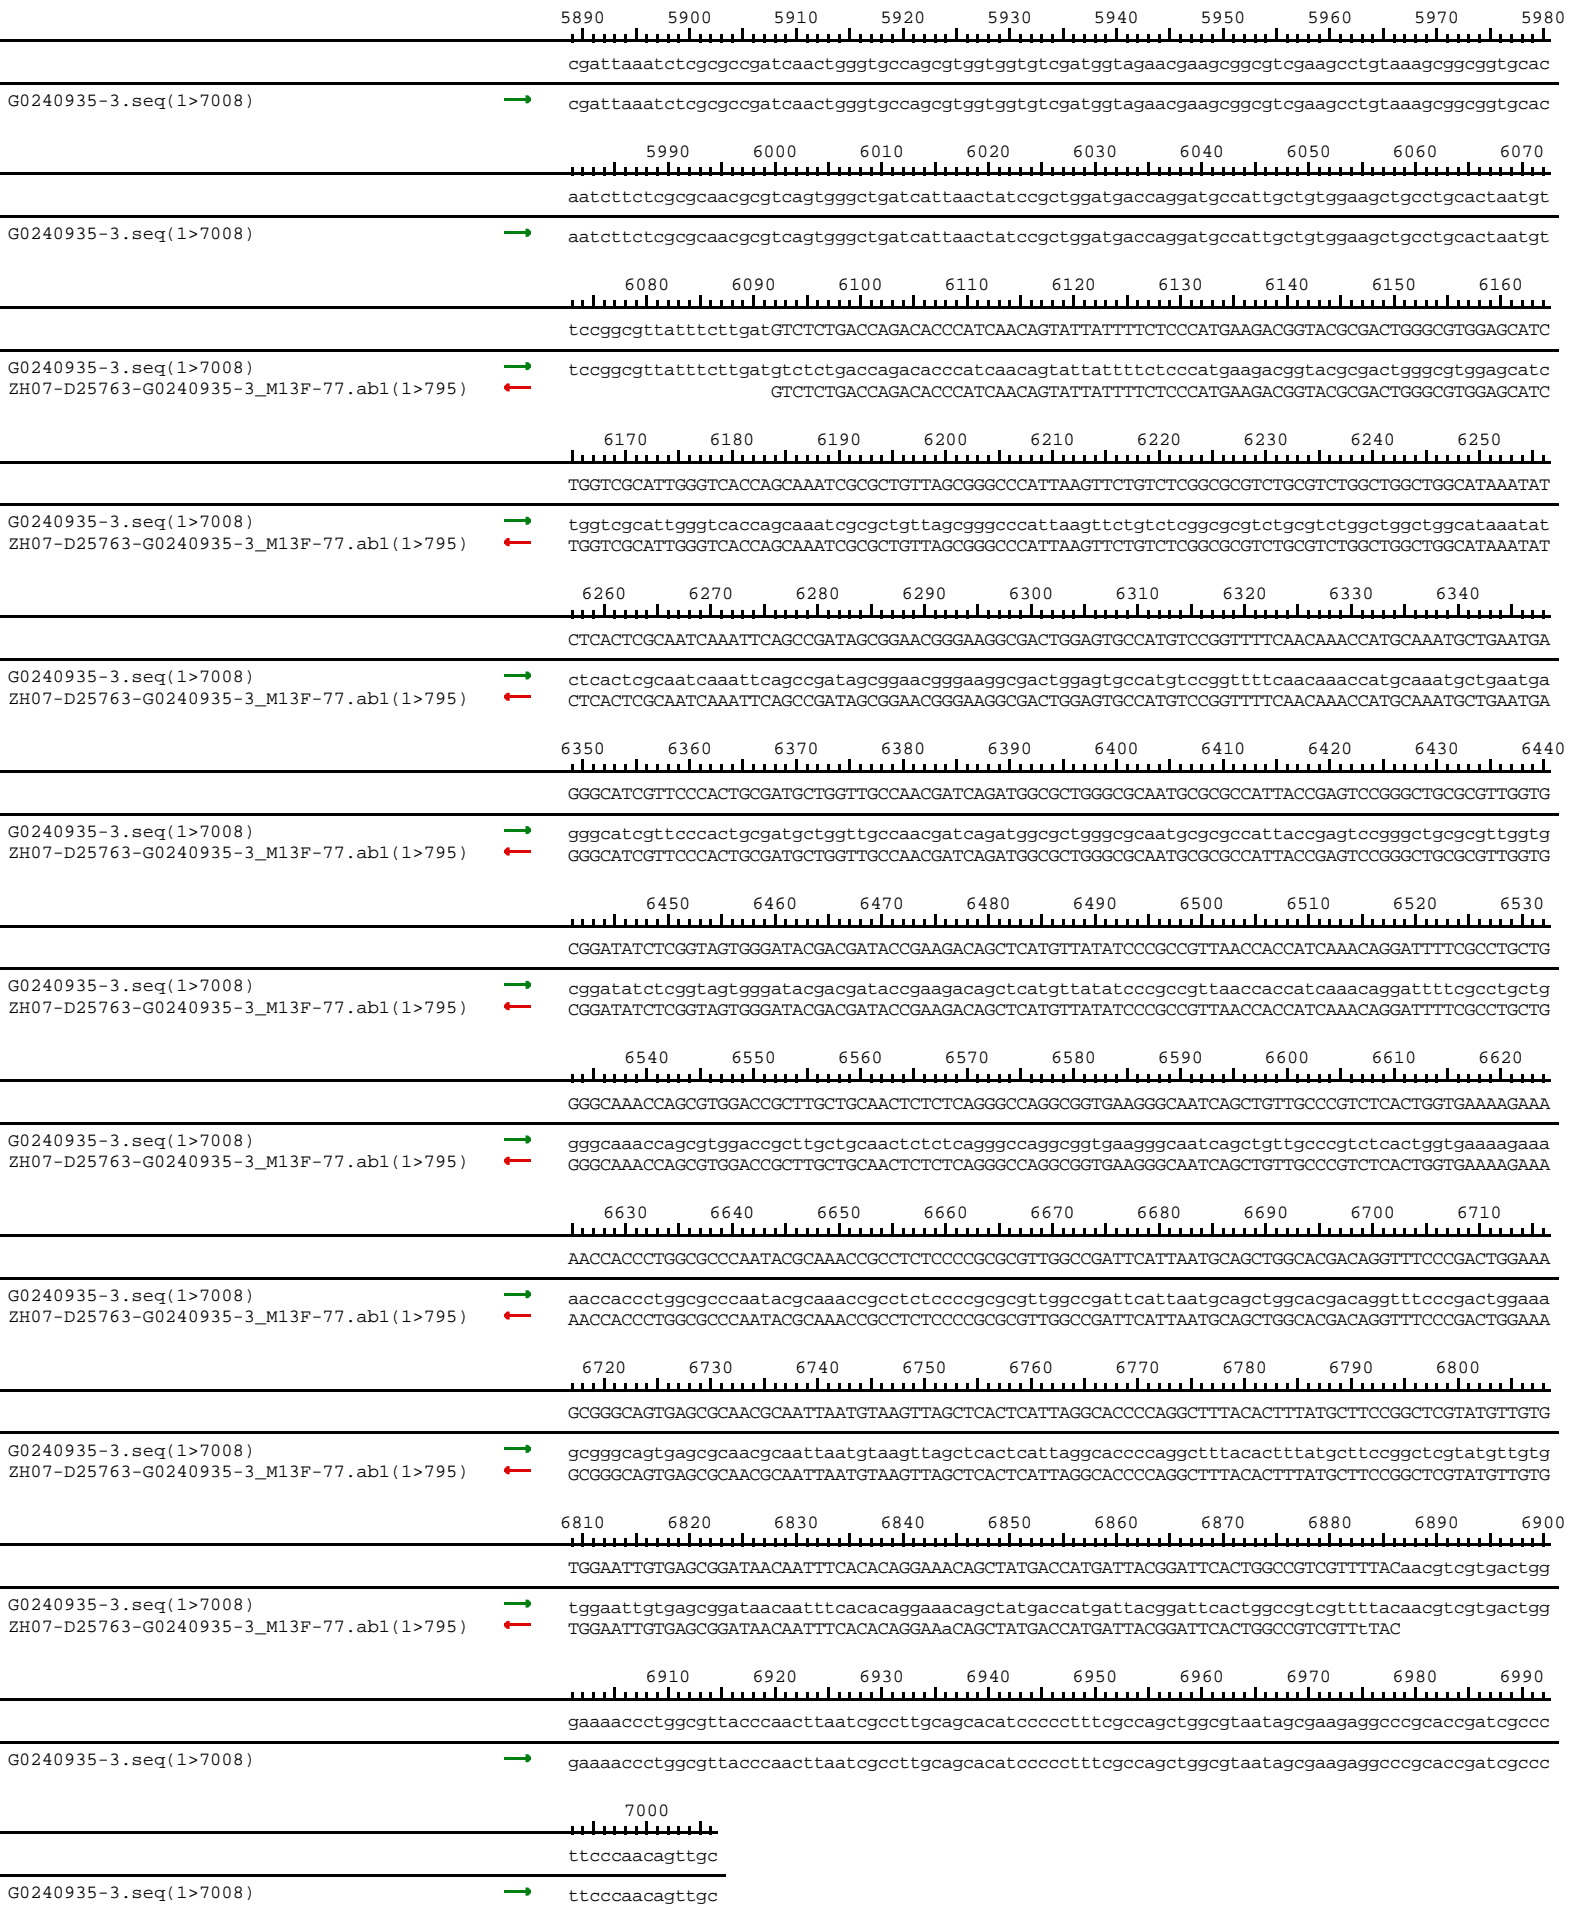 5890 5900 5910 5920 5930 5940 5950 5960 5970 5980
cgattaaatctcgcgccgatcaactgggtgccagcgtggtggtgtcgatggtagaacgaagcggcgtcgaagcctgtaaagcggcggtgcac
G0240935-3.seq(1>7008) → cgattaaatctcgcgccgatcaactgggtgccagcgtggtggtgtcgatggtagaacgaagcggcgtcgaagcctgtaaagcggcggtgcac
5990 6000 6010 6020 6030 6040 6050 6060 6070
aatcttctcgcgcaacgcgtcagtgggctgatcattaactatccgctggatgaccaggatgccattgctgtggaagctgcctgcactaatgt
G0240935-3.seq(1>7008) → aatcttctcgcgcaacgcgtcagtgggctgatcattaactatccgctggatgaccaggatgccattgctgtggaagctgcctgcactaatgt
6080 6090 6100 6110 6120 6130 6140 6150 6160
tccggcgttatttcttgatGTCTCTGACCAGACACCCATCAACAGTATTATTTTCTCCCATGAAGACGGTACGCGACTGGGCGTGGAGCATC
G0240935-3.seq(1>7008) → tccggcgttatttcttgatgtctctgaccagacacccatcaacagtattattttctcccatgaagacggtacgcgactgggcgtggagcatc
ZH07-D25763-G0240935-3_M13F-77.ab1(1>795) ← GTCTCTGACCAGACACCCATCAACAGTATTATTTTCTCCCATGAAGACGGTACGCGACTGGGCGTGGAGCATC
6170 6180 6190 6200 6210 6220 6230 6240 6250
TGGTCGCATTGGGTCACCAGCAAATCGCGCTGTTAGCGGGCCCATTAAGTTCTGTCTCGGCGCGTCTGCGTCTGGCTGGCTGGCATAAATAT
G0240935-3.seq(1>7008) → tggtcgcattgggtcaccagcaaatcgcgctgttagcgggcccattaagttctgtctcggcgcgtctgcgtctggctggctggcataaatat
ZH07-D25763-G0240935-3_M13F-77.ab1(1>795) ← TGGTCGCATTGGGTCACCAGCAAATCGCGCTGTTAGCGGGCCCATTAAGTTCTGTCTCGGCGCGTCTGCGTCTGGCTGGCTGGCATAAATAT
6260 6270 6280 6290 6300 6310 6320 6330 6340
CTCACTCGCAATCAAATTCAGCCGATAGCGGAACGGGAAGGCGACTGGAGTGCCATGTCCGGTTTTCAACAAACCATGCAAATGCTGAATGA
G0240935-3.seq(1>7008) → ctcactcgcaatcaaattcagccgatagcggaacgggaaggcgactggagtgccatgtccggttttcaacaaaccatgcaaatgctgaatga
ZH07-D25763-G0240935-3_M13F-77.ab1(1>795) ← CTCACTCGCAATCAAATTCAGCCGATAGCGGAACGGGAAGGCGACTGGAGTGCCATGTCCGGTTTTCAACAAACCATGCAAATGCTGAATGA
6350 6360 6370 6380 6390 6400 6410 6420 6430 6440
GGGCATCGTTCCCACTGCGATGCTGGTTGCCAACGATCAGATGGCGCTGGGCGCAATGCGCGCCATTACCGAGTCCGGGCTGCGCGTTGGTG
G0240935-3.seq(1>7008) → gggcatcgttcccactgcgatgctggttgccaacgatcagatggcgctgggcgcaatgcgcgccattaccgagtccgggctgcgcgttggtg
ZH07-D25763-G0240935-3_M13F-77.ab1(1>795) ← GGGCATCGTTCCCACTGCGATGCTGGTTGCCAACGATCAGATGGCGCTGGGCGCAATGCGCGCCATTACCGAGTCCGGGCTGCGCGTTGGTG
6450 6460 6470 6480 6490 6500 6510 6520 6530
CGGATATCTCGGTAGTGGGATACGACGATACCGAAGACAGCTCATGTTATATCCCGCCGTTAACCACCATCAAACAGGATTTTCGCCTGCTG
G0240935-3.seq(1>7008) → cggatatctcggtagtgggatacgacgataccgaagacagctcatgttatatcccgccgttaaccaccatcaaacaggattttcgcctgctg
ZH07-D25763-G0240935-3_M13F-77.ab1(1>795) ← CGGATATCTCGGTAGTGGGATACGACGATACCGAAGACAGCTCATGTTATATCCCGCCGTTAACCACCATCAAACAGGATTTTCGCCTGCTG
6540 6550 6560 6570 6580 6590 6600 6610 6620
GGGCAAACCAGCGTGGACCGCTTGCTGCAACTCTCTCAGGGCCAGGCGGTGAAGGGCAATCAGCTGTTGCCCGTCTCACTGGTGAAAAGAAA
G0240935-3.seq(1>7008) → gggcaaaccagcgtggaccgcttgctgcaactctctcagggccaggcggtgaagggcaatcagctgttgcccgtctcactggtgaaaagaaa
ZH07-D25763-G0240935-3_M13F-77.ab1(1>795) ← GGGCAAACCAGCGTGGACCGCTTGCTGCAACTCTCTCAGGGCCAGGCGGTGAAGGGCAATCAGCTGTTGCCCGTCTCACTGGTGAAAAGAAA
6630 6640 6650 6660 6670 6680 6690 6700 6710
AACCACCCTGGCGCCCAATACGCAAACCGCCTCTCCCCGCGCGTTGGCCGATTCATTAATGCAGCTGGCACGACAGGTTTCCCGACTGGAAA
G0240935-3.seq(1>7008) → aaccaccctggcgcccaatacgcaaaccgcctctccccgcgcgttggccgattcattaatgcagctggcacgacaggtttcccgactggaaa
ZH07-D25763-G0240935-3_M13F-77.ab1(1>795) ← AACCACCCTGGCGCCCAATACGCAAACCGCCTCTCCCCGCGCGTTGGCCGATTCATTAATGCAGCTGGCACGACAGGTTTCCCGACTGGAAA
6720 6730 6740 6750 6760 6770 6780 6790 6800
GCGGGCAGTGAGCGCAACGCAATTAATGTAAGTTAGCTCACTCATTAGGCACCCCAGGCTTTACACTTTATGCTTCCGGCTCGTATGTTGTG
G0240935-3.seq(1>7008) → gcgggcagtgagcgcaacgcaattaatgtaagttagctcactcattaggcaccccaggctttacactttatgcttccggctcgtatgttgtg
ZH07-D25763-G0240935-3_M13F-77.ab1(1>795) ← GCGGGCAGTGAGCGCAACGCAATTAATGTAAGTTAGCTCACTCATTAGGCACCCCAGGCTTTACACTTTATGCTTCCGGCTCGTATGTTGTG
6810 6820 6830 6840 6850 6860 6870 6880 6890 6900
TGGAATTGTGAGCGGATAACAATTTCACACAGGAAACAGCTATGACCATGATTACGGATTCACTGGCCGTCGTTTTACaacgtcgtgactgg
G0240935-3.seq(1>7008) → tggaattgtgagcggataacaatttcacacaggaaacagctatgaccatgattacggattcactggccgtcgttttacaacgtcgtgactgg
ZH07-D25763-G0240935-3_M13F-77.ab1(1>795) ← TGGAATTGTGAGCGGATAACAATTTCACACAGGAAaCAGCTATGACCATGATTACGGATTCACTGGCCGTCGTTtTAC
6910 6920 6930 6940 6950 6960 6970 6980 6990
gaaaaccctggcgttacccaacttaatcgccttgcagcacatccccctttcgccagctggcgtaatagcgaagaggcccgcaccgatcgccc
G0240935-3.seq(1>7008) → gaaaaccctggcgttacccaacttaatcgccttgcagcacatccccctttcgccagctggcgtaatagcgaagaggcccgcaccgatcgccc
7000
ttcccaacagttgc
G0240935-3.seq(1>7008) → ttcccaacagttgc